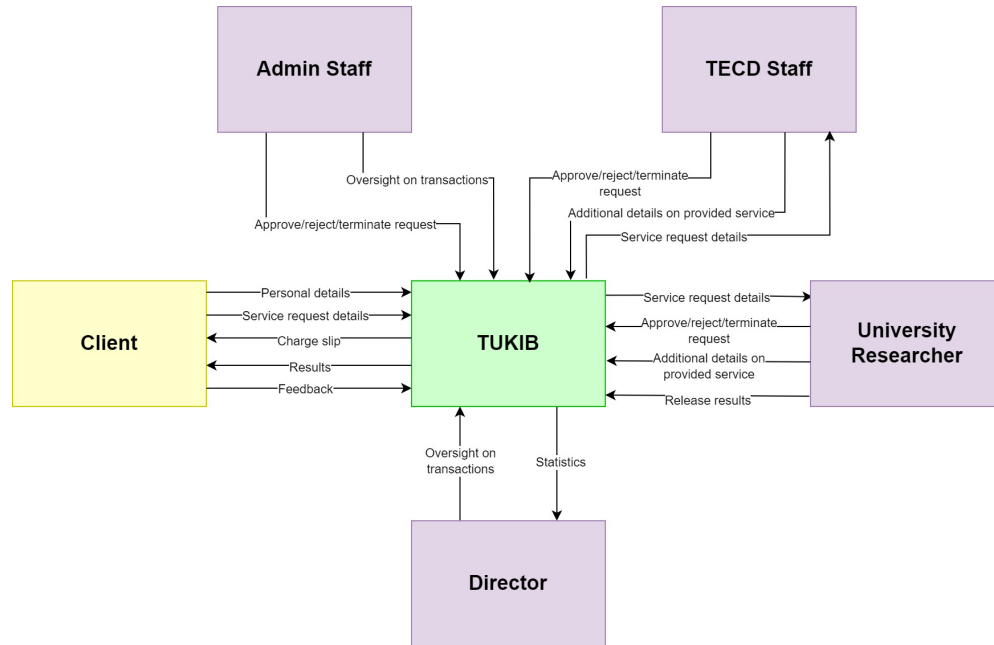 Admin Staff
TECD Staff
Oversight on transactions
Approve/reject/terminate request
Approve/reject/terminate
request
Additional details on provided service
Service request details
Client
Personal details
Service request details
Charge slip
Results
Feedback
TUKIB
Service request details
Approve/reject/terminate
request
Additional details on
provided service
Release results
University
Researcher
Oversight on
transactions
Statistics
Director